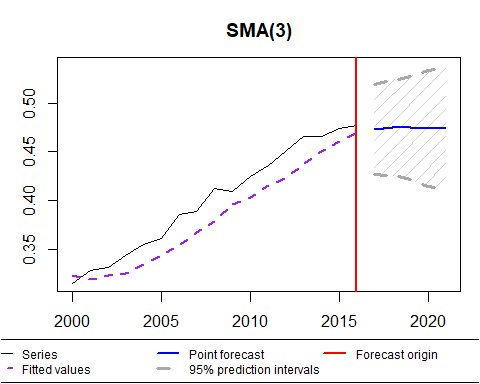 SMA(3)
0.50
0.45
0.40
0.35
2000 2005 2010 2015 2020
Series Point forecast Forecast origin
Fitted values 95% prediction intervals